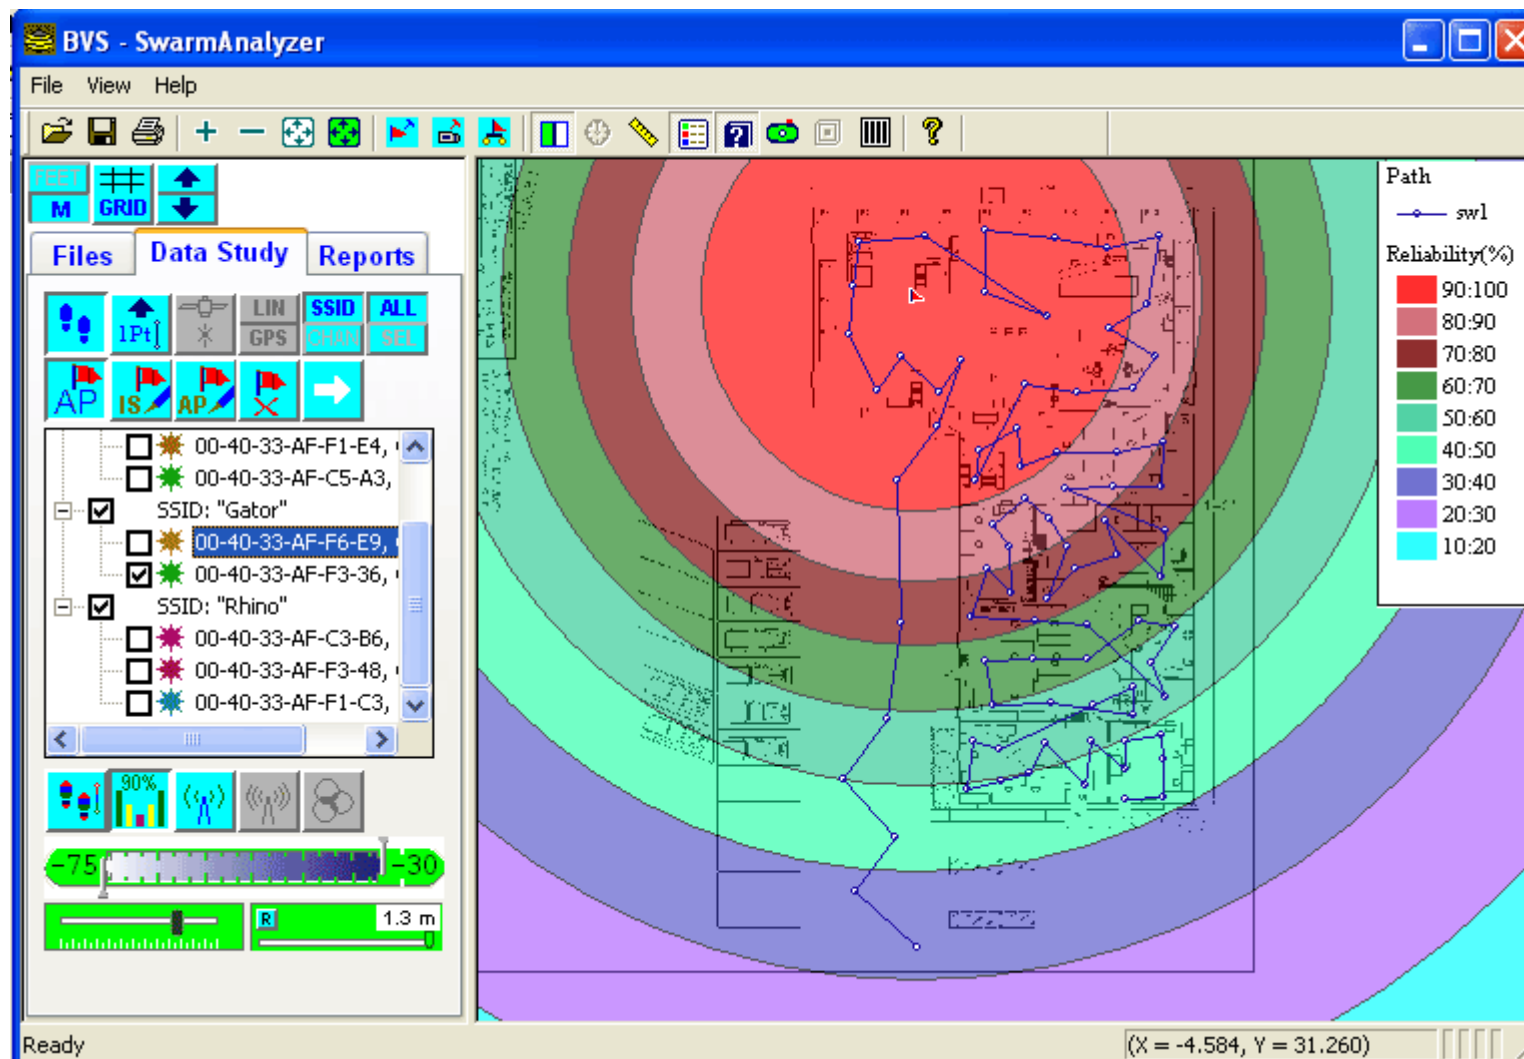 BVS - SwarmAnalyzer
File View Help
FEET
M
GRID
Files
Data Study
Reports
1Pt
LIN
GPS
SSID
CHAN
ALL
SEL
AP
IS
AP
00-40-33-AF-F1-E4,
00-40-33-AF-C5-A3,
SSID: "Gator"
00-40-33-AF-F6-E9,
00-40-33-AF-F3-36,
SSID: "Rhino"
00-40-33-AF-C3-B6,
00-40-33-AF-F3-48,
00-40-33-AF-F1-C3,
90%
-75
-30
R
1.3 m
Path
sw1
Reliability(%)
90:100
80:90
70:80
60:70
50:60
40:50
30:40
20:30
10:20
Ready
(X = -4.584, Y = 31.260)